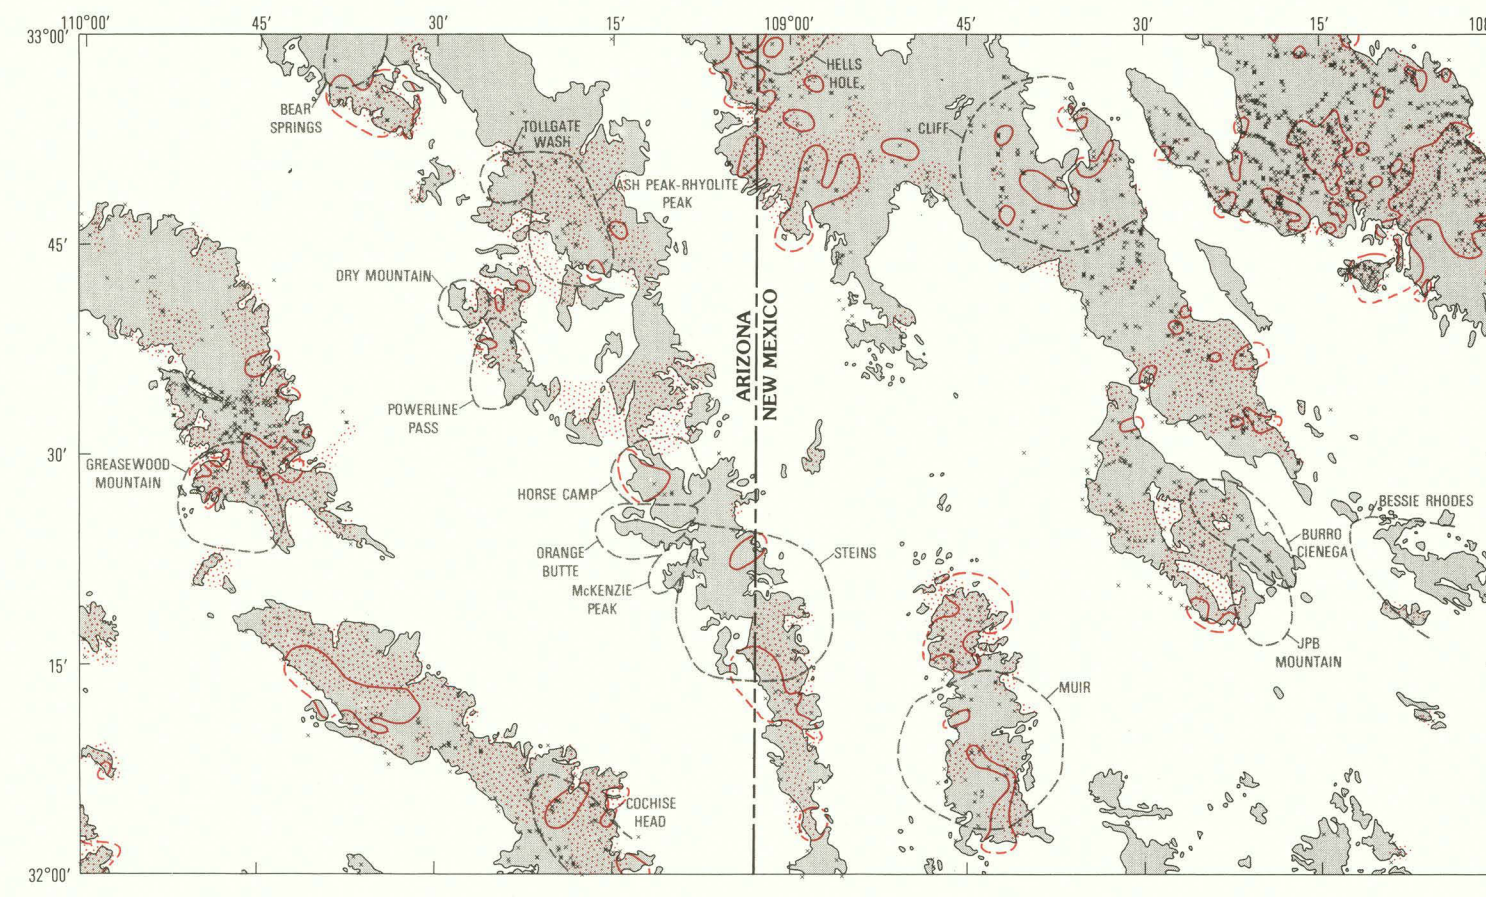 110°00′
45′
30′
15′
109°00′
45′
30′
15′
108
33°00′
45′
30′
15′
32°00′
BEAR
SPRINGS
TOLLGATE
WASH
ASH PEAK-RHYOLITE
PEAK
HELLS
HOLE
CLIFF
DRY MOUNTAIN
POWERLINE
PASS
ARIZONA
NEW MEXICO
GREASEWOOD
MOUNTAIN
HORSE CAMP
ORANGE
BUTTE
McKENZIE
PEAK
STEINS
BESSIE RHODES
BURRO
CIENEGA
JPB
MOUNTAIN
MUIR
COCHISE
HEAD